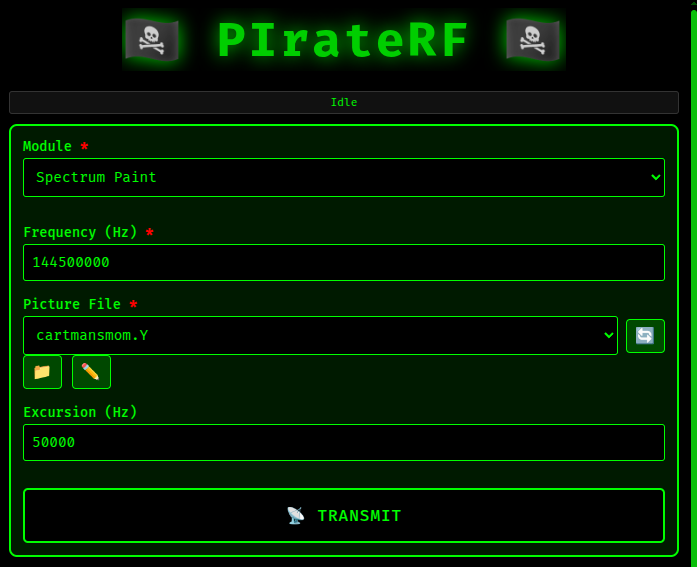 PIrateRF
Idle
Module *
Spectrum Paint
Frequency (Hz) *
144500000
Picture File *
cartmansmom.Y
Excursion (Hz)
50000
TRANSMIT